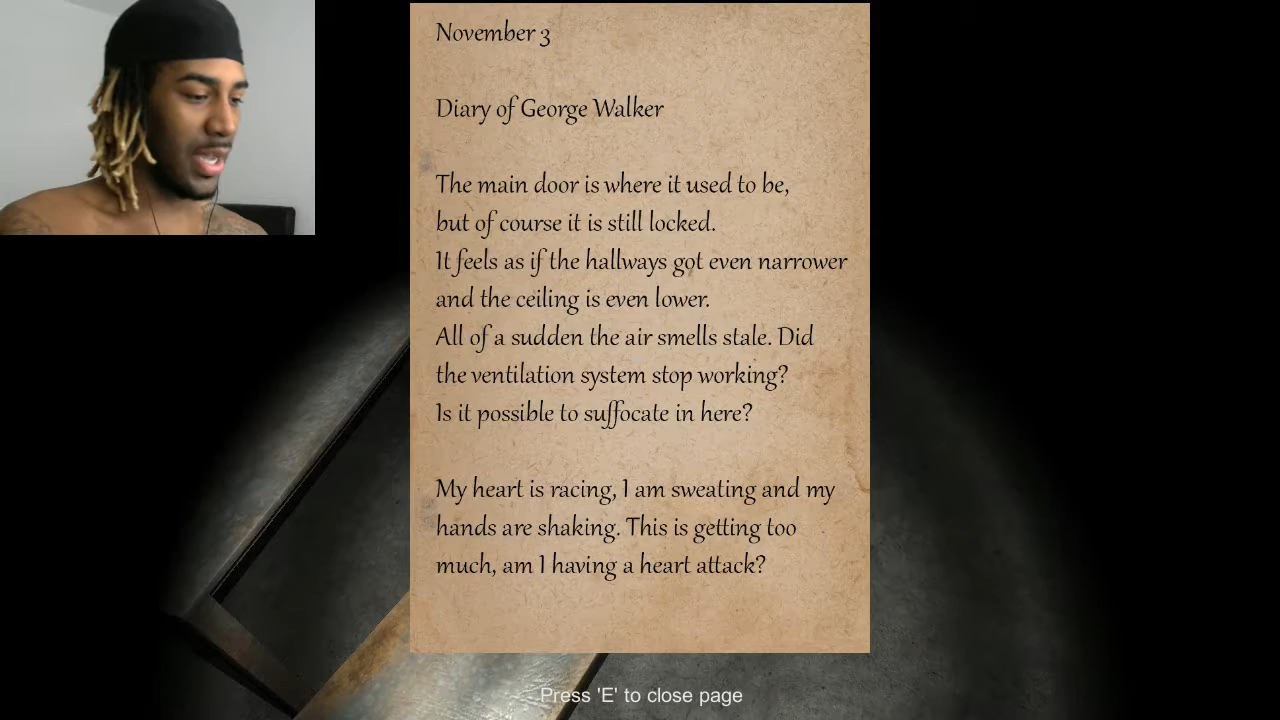 November 3
Diary of George Walker
The main door is where it used to be,
but of course it is still locked.
It feels as if the hallways got even narrower
and the ceiling is even lower.
All of a sudden the air smells stale. Did
the ventilation system stop working?
Is it possible to suffocate in here?
My heart is racing, I am sweating and my
hands are shaking. This is getting too
much, am I having a heart attack?
Press 'E' to close page